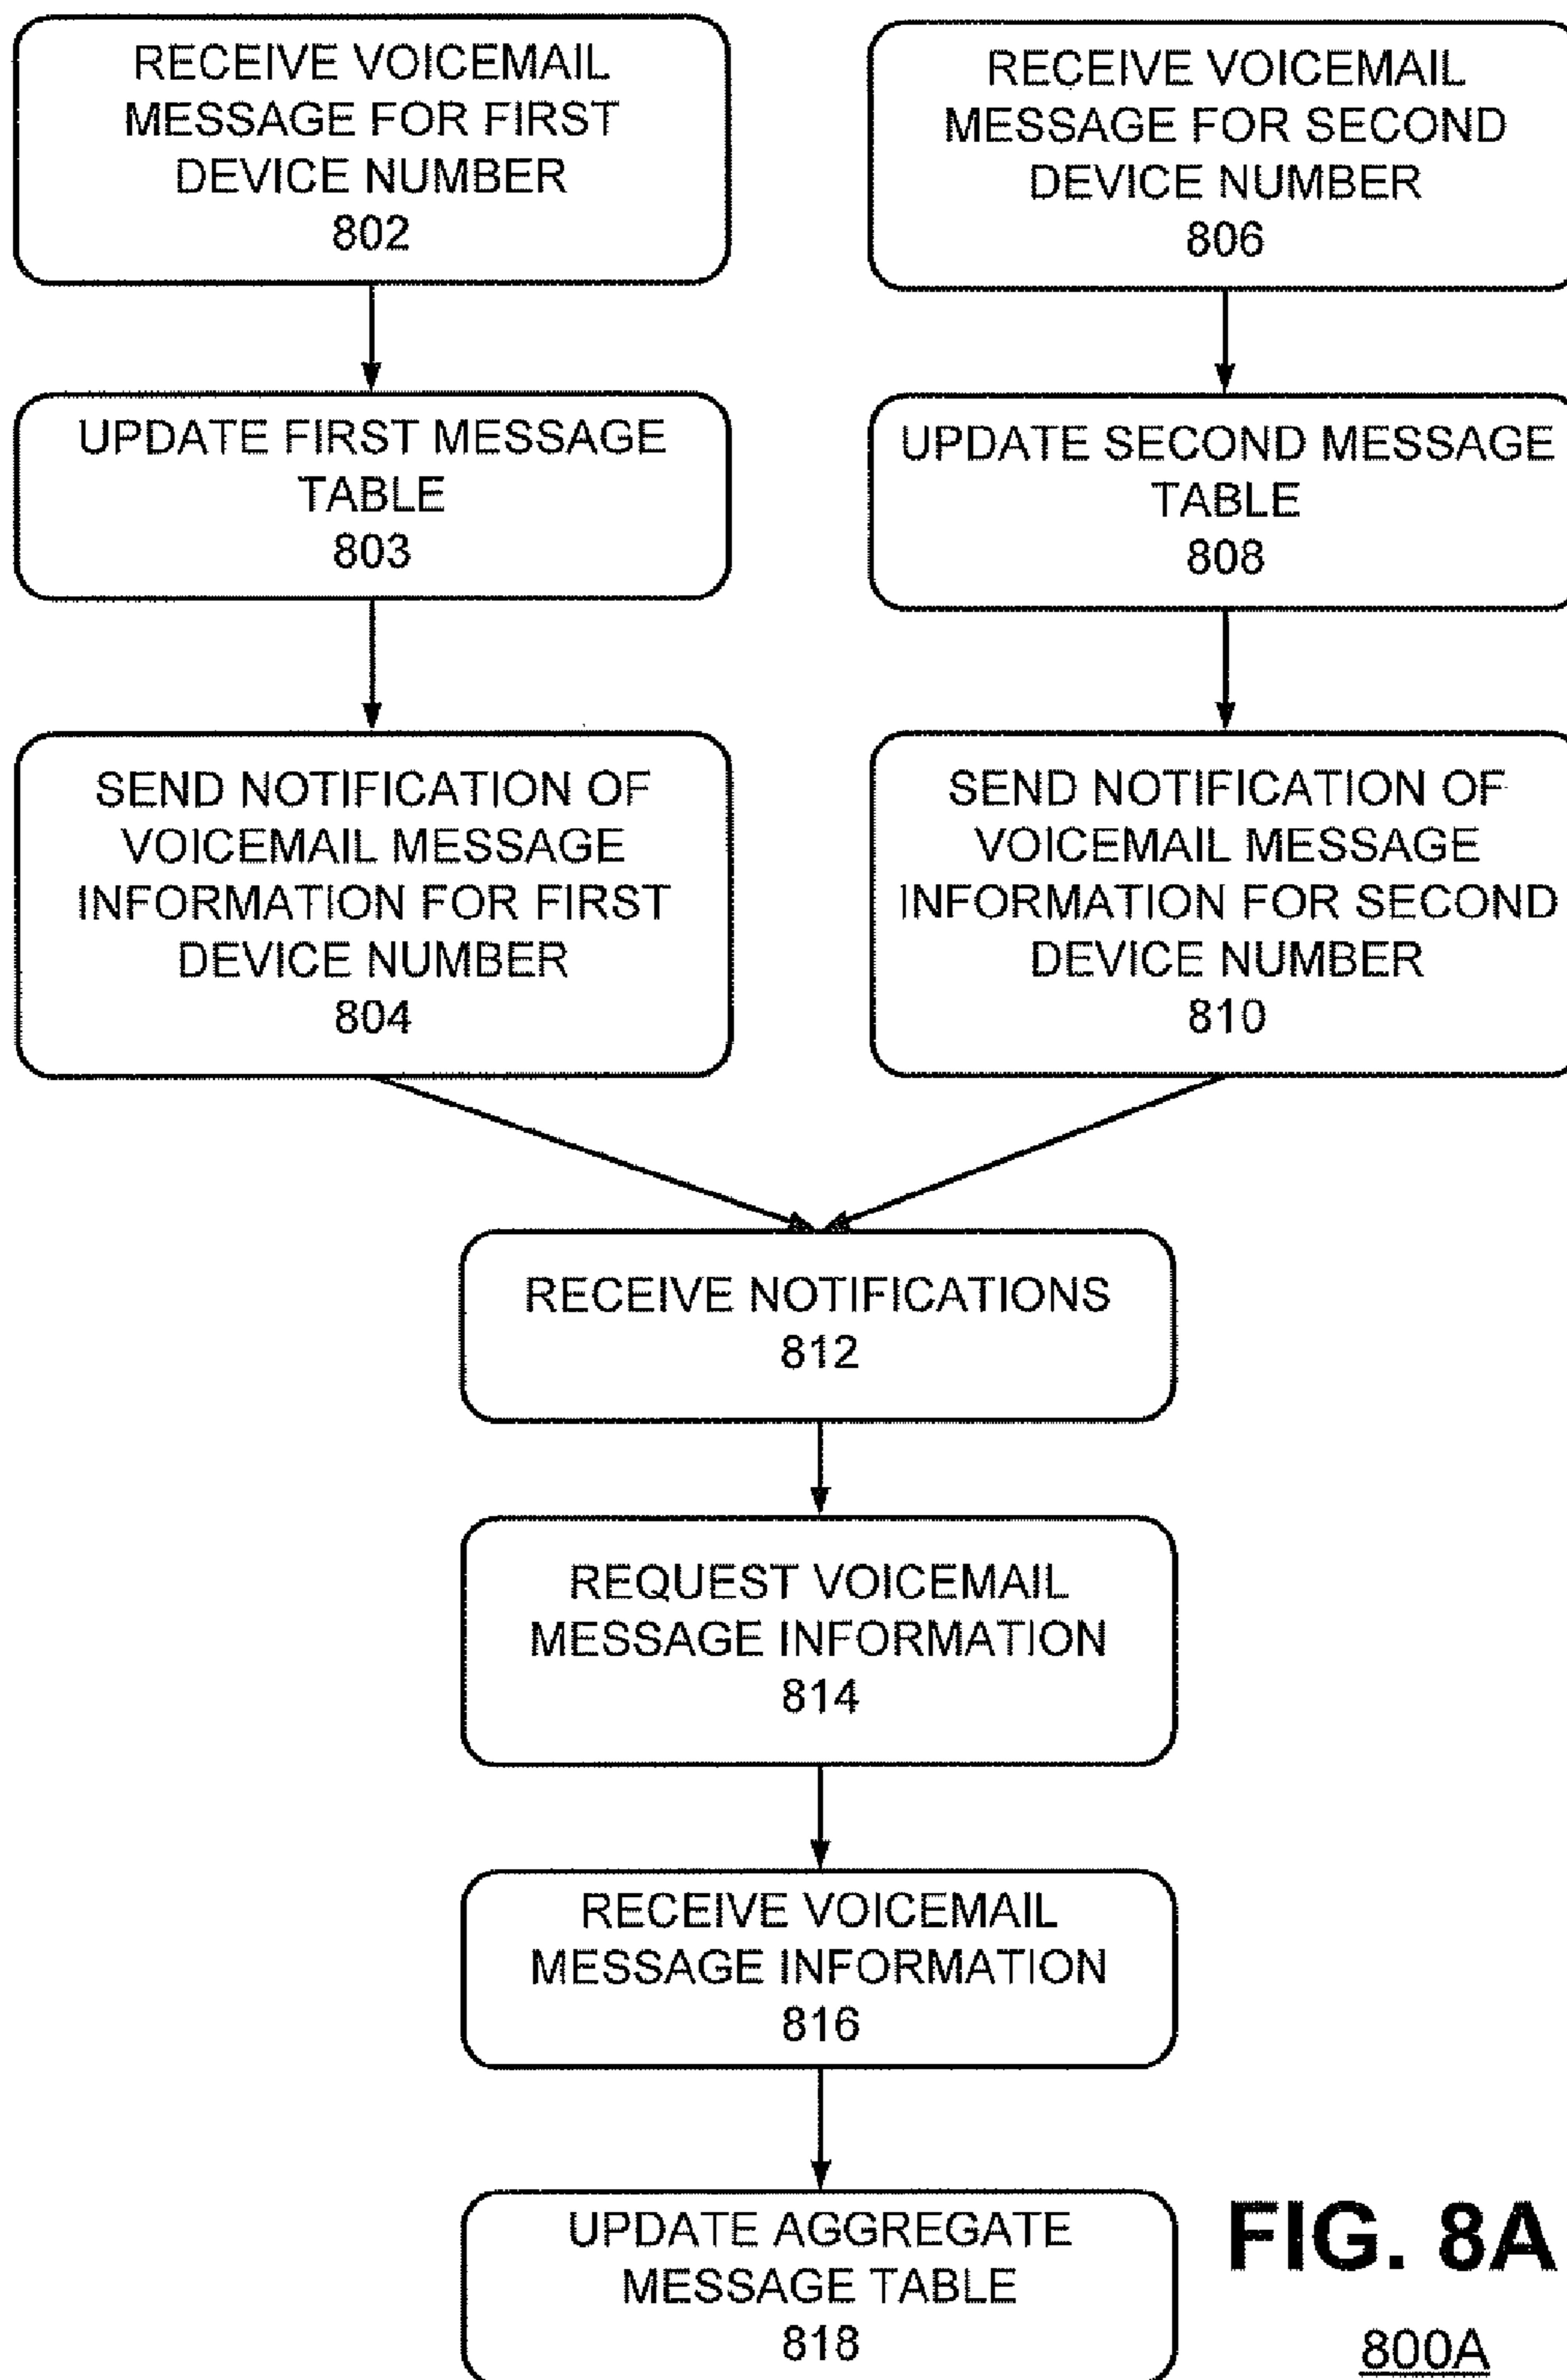 RECEIVE VOICEMAIL
MESSAGE FOR FIRST
DEVICE NUMBER
802
RECEIVE VOICEMAIL
MESSAGE FOR SECOND
DEVICE NUMBER
806
UPDATE FIRST MESSAGE
TABLE
803
UPDATE SECOND MESSAGE
TABLE
808
SEND NOTIFICATION OF
VOICEMAIL MESSAGE
INFORMATION FOR FIRST
DEVICE NUMBER
804
SEND NOTIFICATION OF
VOICEMAIL MESSAGE
INFORMATION FOR SECOND
DEVICE NUMBER
810
RECEIVE NOTIFICATIONS
812
REQUEST VOICEMAIL
MESSAGE INFORMATION
814
RECEIVE VOICEMAIL
MESSAGE INFORMATION
816
UPDATE AGGREGATE
MESSAGE TABLE
818
FIG. 8A
800A